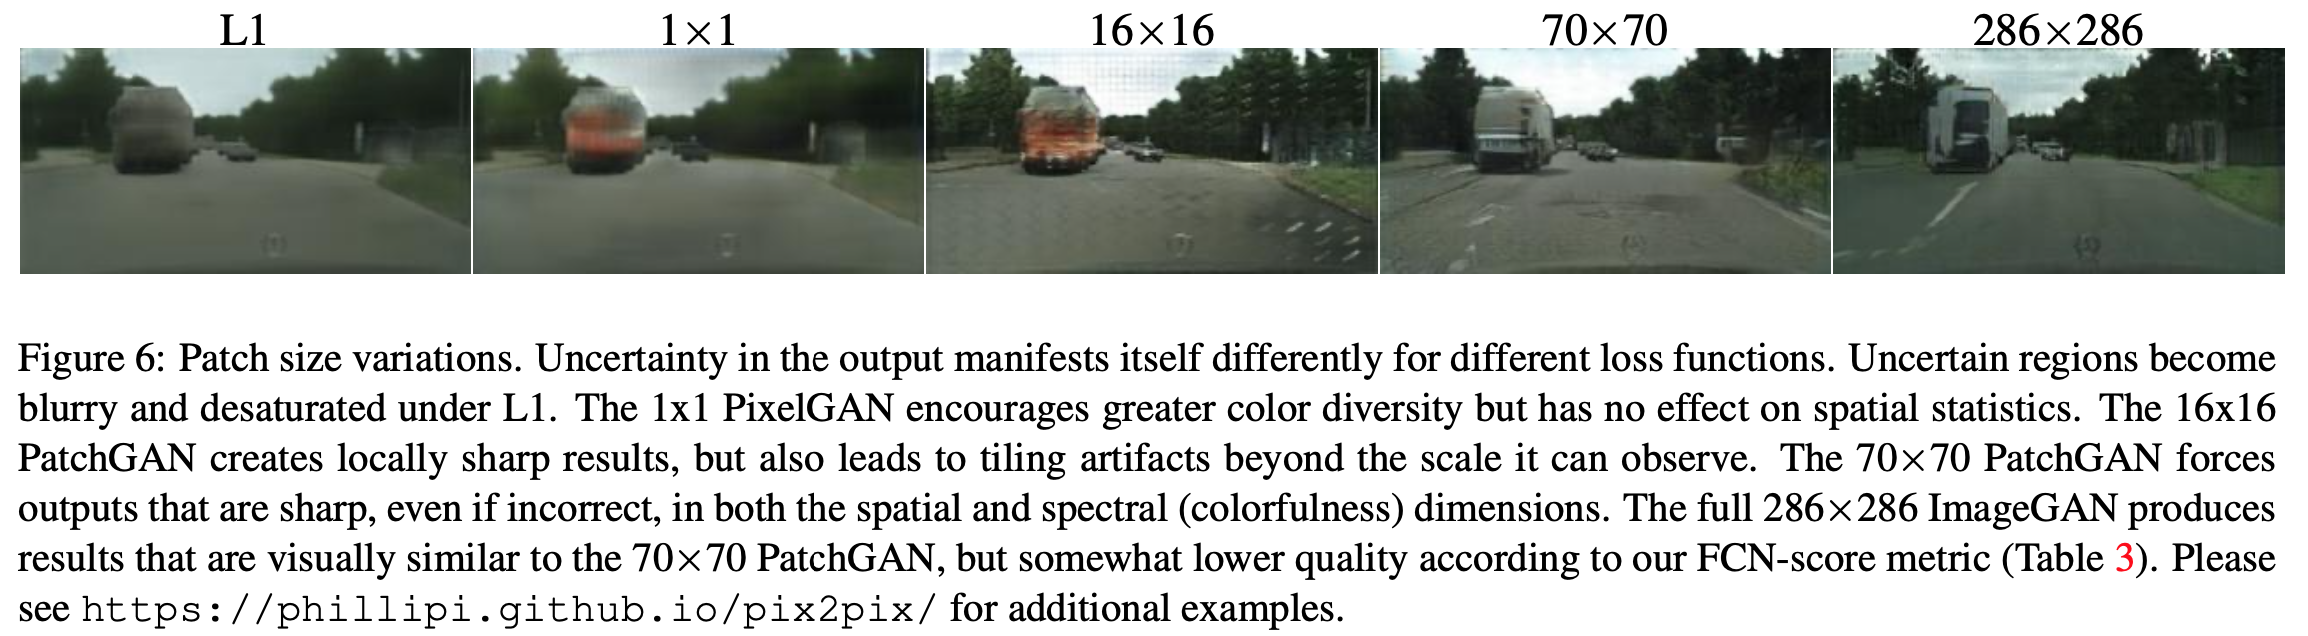 L1 1×1 16×16 70×70 286×286
Figure 6: Patch size variations. Uncertainty in the output manifests itself differently for different loss functions. Uncertain regions become
blurry and desaturated under L1. The 1x1 PixelGAN encourages greater color diversity but has no effect on spatial statistics. The 16x16
PatchGAN creates locally sharp results, but also leads to tiling artifacts beyond the scale it can observe. The 70×70 PatchGAN forces
outputs that are sharp, even if incorrect, in both the spatial and spectral (colorfulness) dimensions. The full 286×286 ImageGAN produces
results that are visually similar to the 70×70 PatchGAN, but somewhat lower quality according to our FCN-score metric (Table 3). Please
see https://phillipi.github.io/pix2pix/ for additional examples.